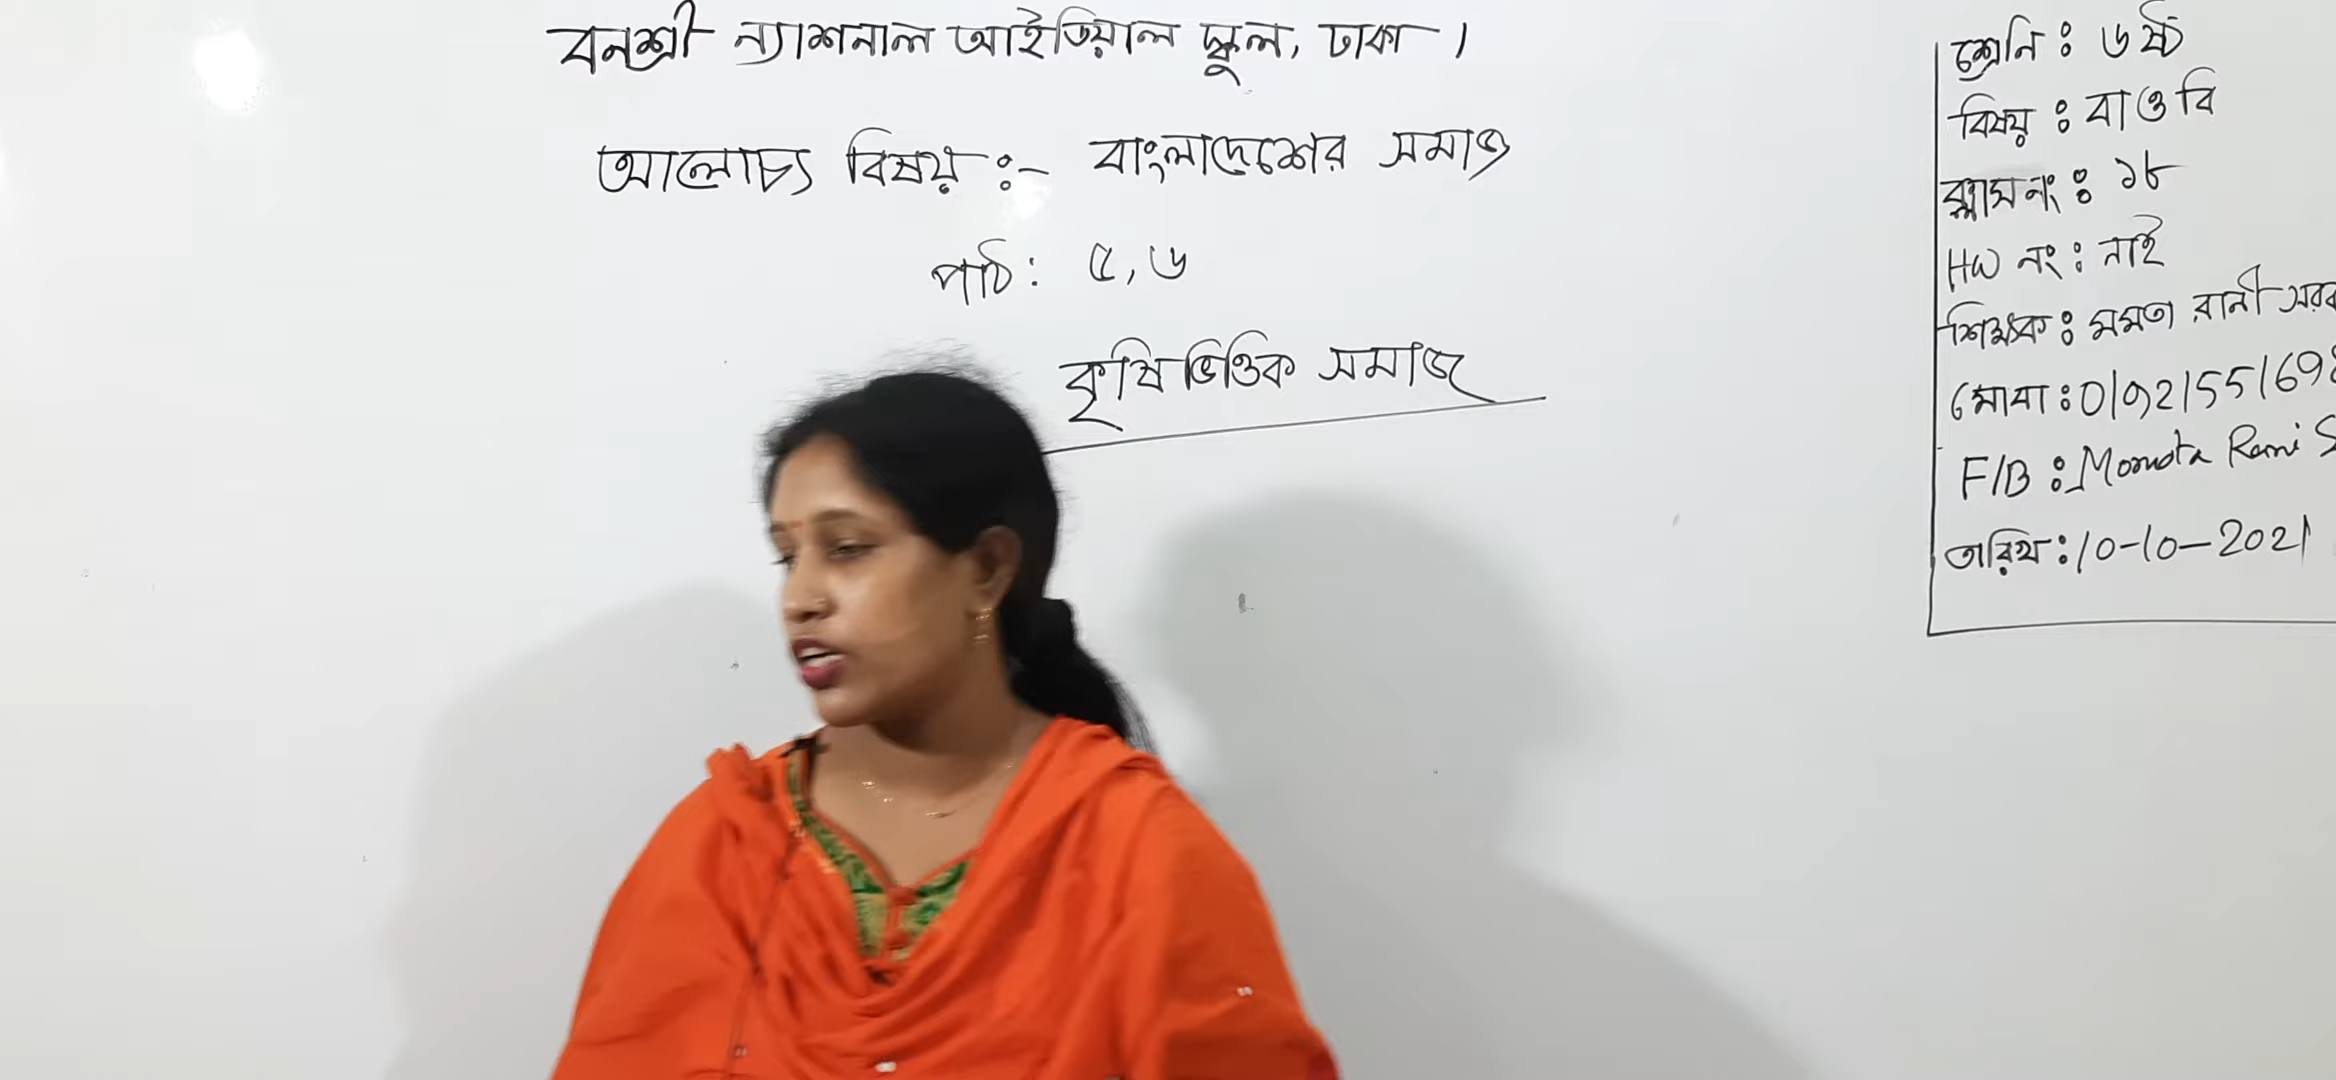 বনশ্রী ন্যাশনাল আইডিয়াল স্কুল, ঢাকা।
আলোচ্য বিষয়ঃ- বাংলাদেশের সমাজ
পাঠ: ৫, ৬
কৃষিভিত্তিক সমাজ
শ্রেনি ঃ ৬ষ্ঠ
বিষয় ঃ বাওবি
ক্লাস নং ঃ ১৮
HW নং : নাই
শিক্ষক ঃ মমতা রানী
মোবা ঃ
F/B ঃ Momota Rani
তারিখ : 10-10-2021